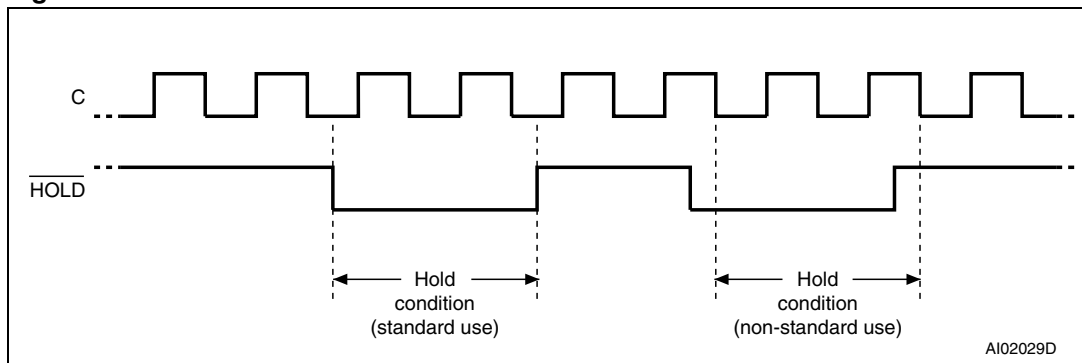 C
HOLD
Hold
condition
(standard use)
Hold
condition
(non-standard use)
AI02029D